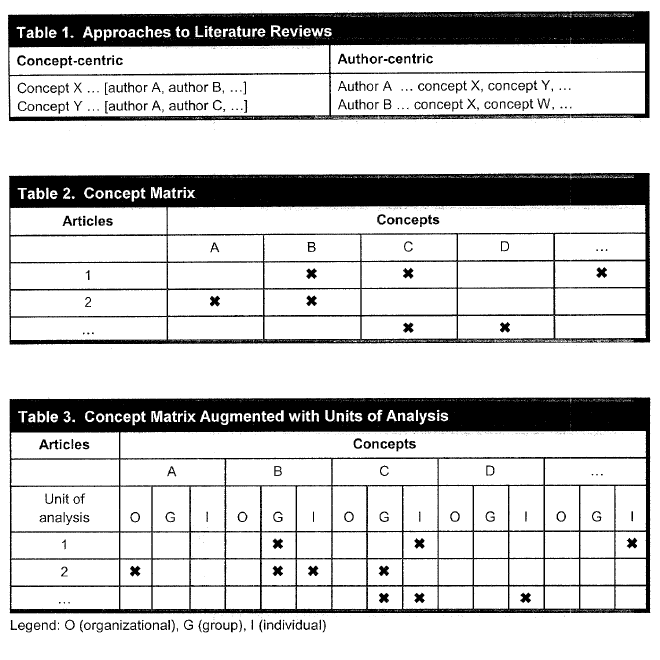 Table 1. Approaches to Literature Reviews
Concept-centric Author-centric
Concept X … [author A, author B, …] Author A … concept X, concept Y, …
Concept Y … [author A, author C, …] Author B … concept X, concept W, …
Table 2. Concept Matrix
Articles Concepts
A B C D …
1 ✖ ✖ ✖
2 ✖ ✖
… ✖ ✖
Table 3. Concept Matrix Augmented with Units of Analysis
Articles Concepts
A B C D …
Unit of
analysis O G I O G I O G I O G I O G I
1 ✖ ✖ ✖
2 ✖ ✖ ✖ ✖
… ✖ ✖ ✖
Legend: O (organizational), G (group), I (individual)